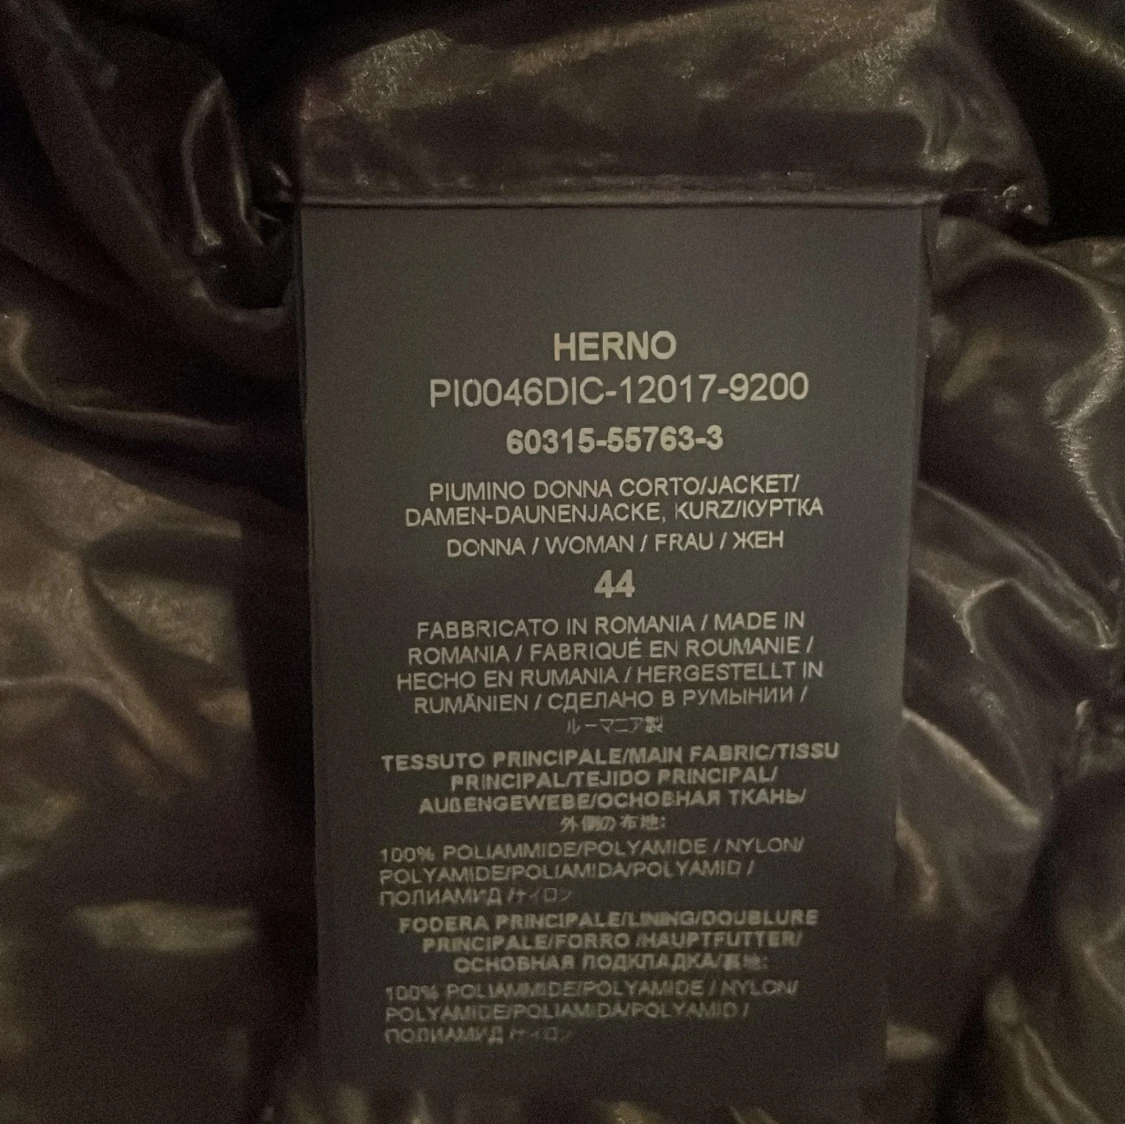 HERNO
PI0046DIC-12017-9200
60315-55763-3
PIUMINO DONNA CORTO/JACKET/
DAMEN-DAUNENJACKE, KURZ/КУРТКА
DONNA / WOMAN / FRAU / ЖЕН
44
FABBRICATO IN ROMANIA / MADE IN
ROMANIA / FABRIQUÉ EN ROUMANIE /
HECHO EN RUMANIA / HERGESTELLT IN
RUMÄNIEN / СДЕЛАНО В РУМЫНИИ /
ルーマニア製
TESSUTO PRINCIPALE/MAIN FABRIC/TISSU
PRINCIPAL/TEJIDO PRINCIPAL/
AUßENGEWEBE/ОСНОВНАЯ ТКАНЬ/
外側の布地:
100% POLIAMMIDE/POLYAMIDE / NYLON/
POLYAMIDE/POLIAMIDA/POLYAMID /
ПОЛИАМИД /ナイロン
FODERA PRINCIPALE/LINING/DOUBLURE
PRINCIPALE/FORRO /HAUPTFUTTER/
ОСНОВНАЯ ПОДКЛАДКА/裏地:
100% POLIAMMIDE/POLYAMIDE / NYLON/
POLYAMIDE/POLIAMIDA/POLYAMID /
ПОЛИАМИД /ナイロン